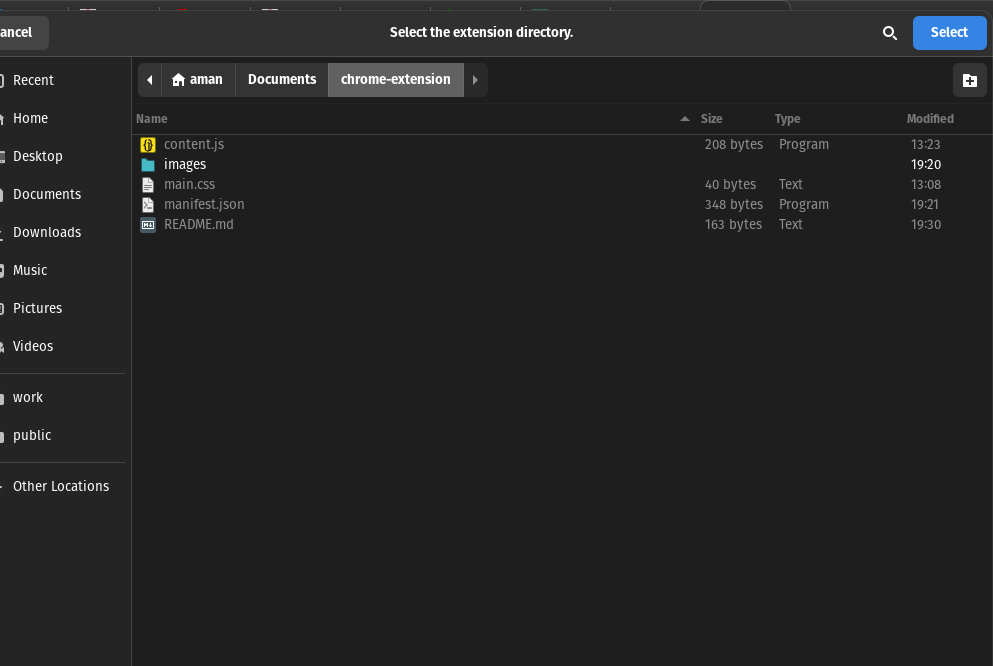 ancel Select the extension directory. Select
Recent
Home
Desktop
Documents
Downloads
Music
Pictures
Videos
work
public
Other Locations
aman Documents chrome-extension
Name Size Type Modified
content.js 208 bytes Program 13:23
images 19:20
main.css 40 bytes Text 13:08
manifest.json 348 bytes Program 19:21
README.md 163 bytes Text 19:30